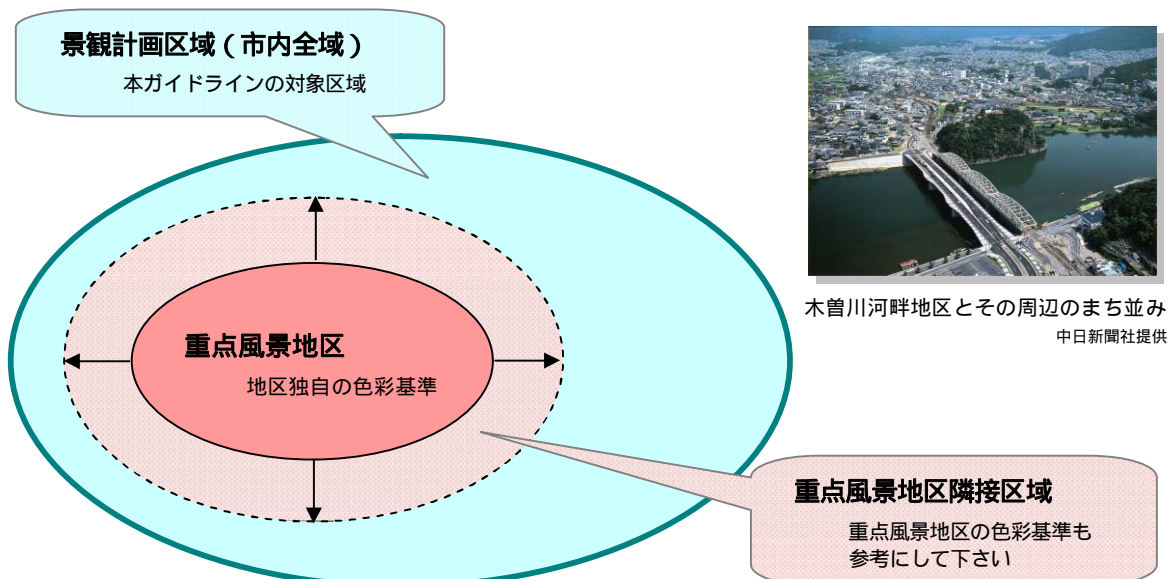 景観計画区域（市内全域）
本ガイドラインの対象区域
重点風景地区
地区独自の色彩基準
木曽川河畔地区とその周辺のまち並み
中日新聞社提供
重点風景地区隣接区域
重点風景地区の色彩基準も
参考にして下さい